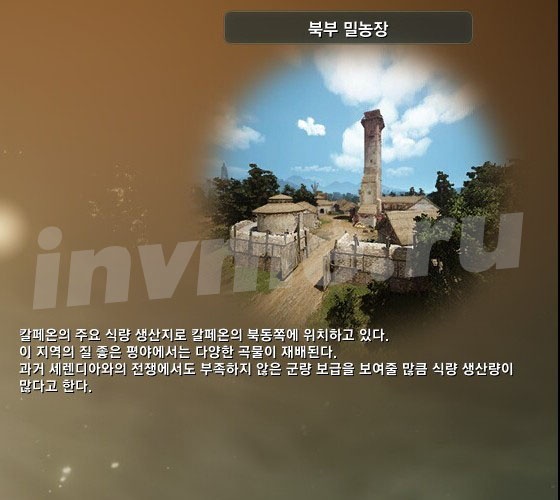 북부 밀농장
칼페온의 주요 식량 생산지로 칼페온의 북동쪽에 위치하고 있다.
이 지역의 질 좋은 평야에서는 다양한 곡물이 재배된다.
과거 세렌디아와의 전쟁에서도 부족하지 않은 군량 보급을 보여줄 많큼 식량 생산량이
많다고 한다.